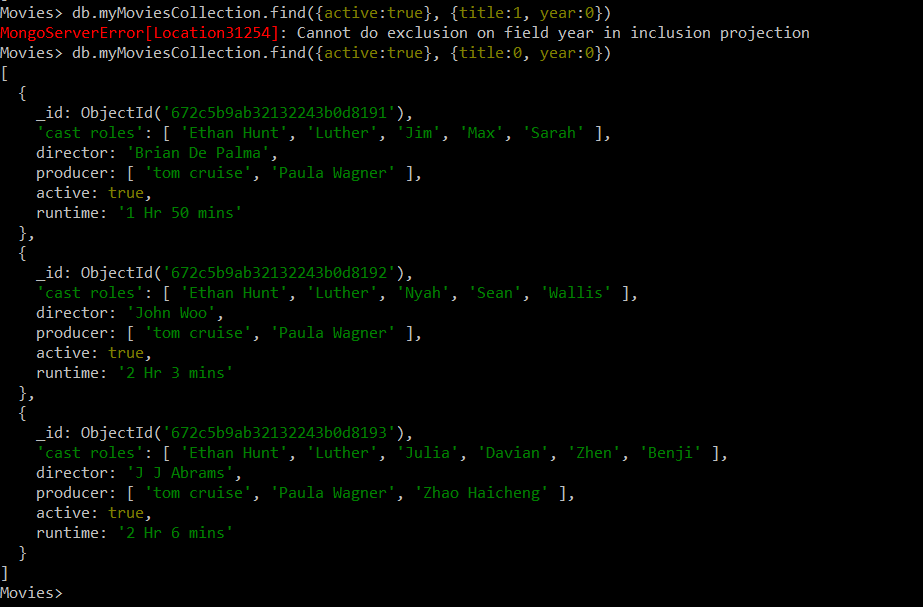 Movies> db.myMoviesCollection.find({active:true}, {title:1, year:0})
MongoServerError[Location31254]: Cannot do exclusion on field year in inclusion projection
Movies> db.myMoviesCollection.find({active:true}, {title:0, year:0})
[
  {
    _id: ObjectId('672c5b9ab32132243b0d8191'),
    'cast roles': [ 'Ethan Hunt', 'Luther', 'Jim', 'Max', 'Sarah' ],
    director: 'Brian De Palma',
    producer: [ 'tom cruise', 'Paula Wagner' ],
    active: true,
    runtime: '1 Hr 50 mins'
  },
  {
    _id: ObjectId('672c5b9ab32132243b0d8192'),
    'cast roles': [ 'Ethan Hunt', 'Luther', 'Nyah', 'Sean', 'Wallis' ],
    director: 'John Woo',
    producer: [ 'tom cruise', 'Paula Wagner' ],
    active: true,
    runtime: '2 Hr 3 mins'
  },
  {
    _id: ObjectId('672c5b9ab32132243b0d8193'),
    'cast roles': [ 'Ethan Hunt', 'Luther', 'Julia', 'Davian', 'Zhen', 'Benji' ],
    director: 'J J Abrams',
    producer: [ 'tom cruise', 'Paula Wagner', 'Zhao Haicheng' ],
    active: true,
    runtime: '2 Hr 6 mins'
  }
]
Movies>